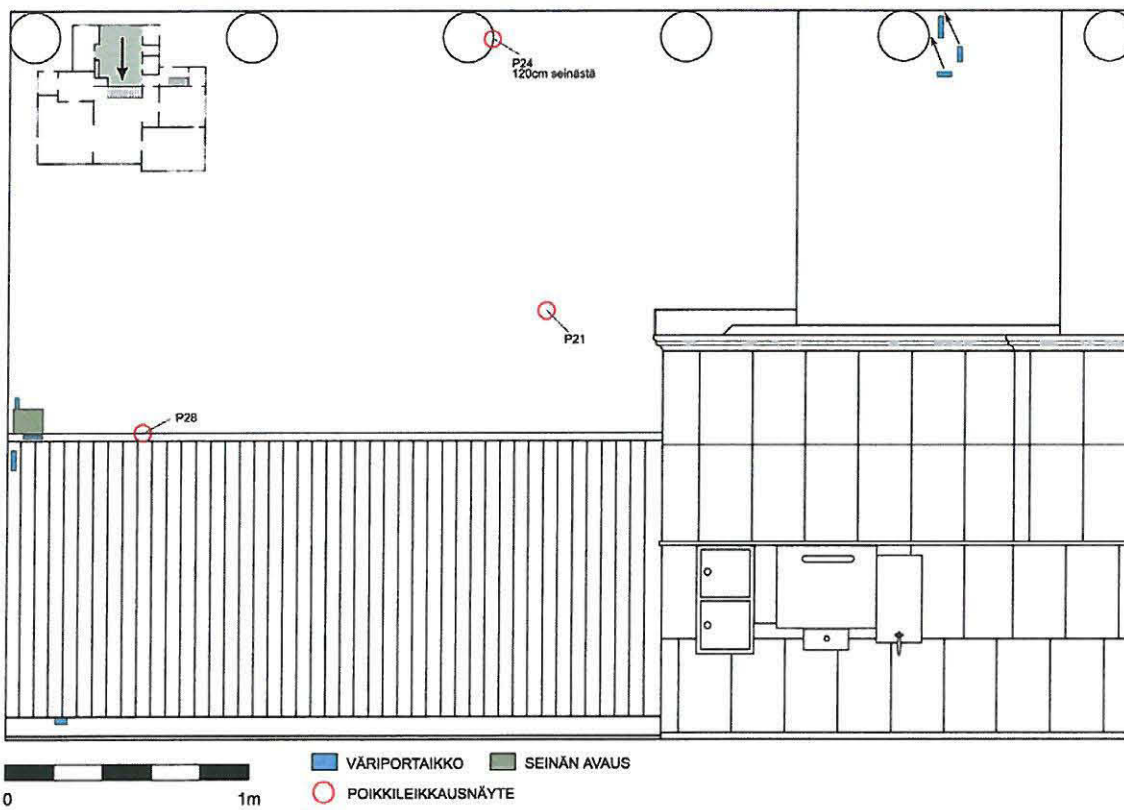 P24
120cm seinästä
P21
P28
0
1m
VÄRIPORTAIKKO
SEINÄN AVAUS
POIKKILEIKKAUSNÄYTE